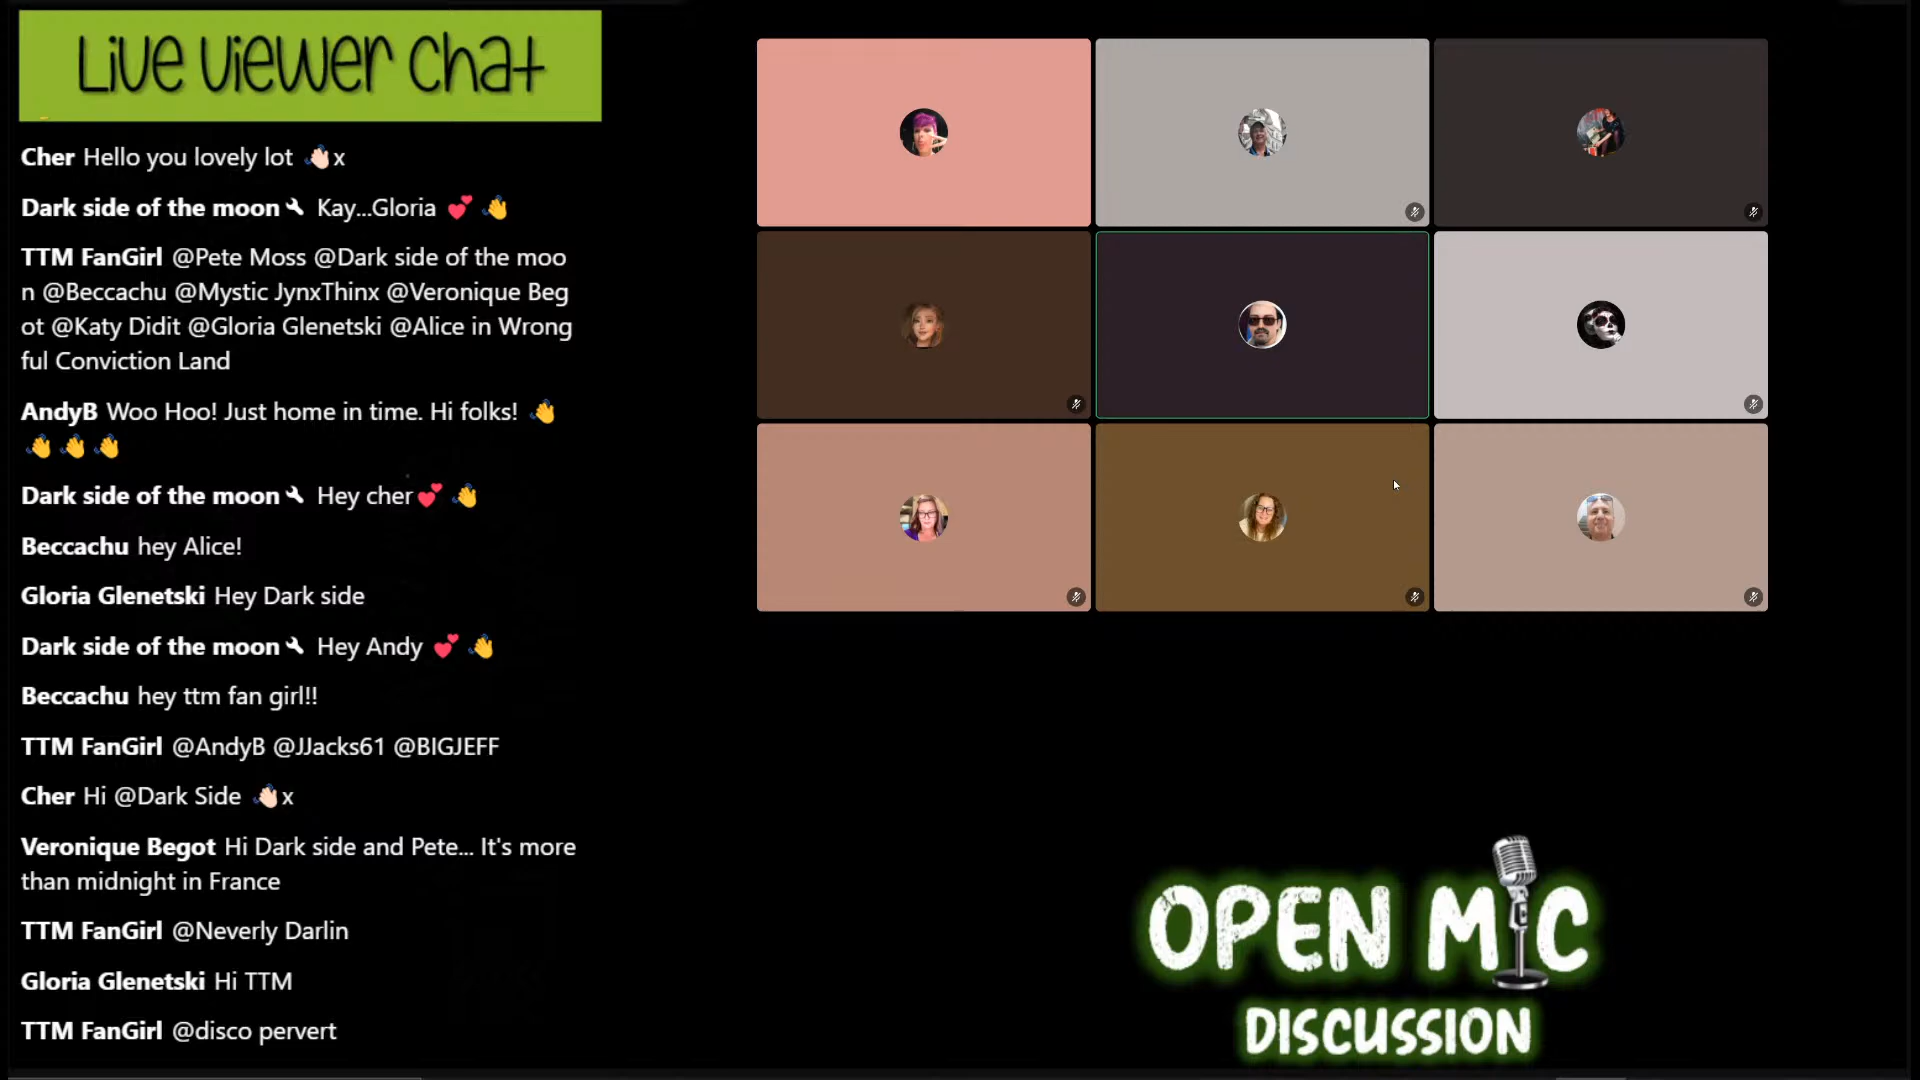 Live Viewer Chat
Cher Hello you lovely lot 👋🏻x
Dark side of the moon🔧 Kay...Gloria 💕 👋
TTM FanGirl @Pete Moss @Dark side of the moo
n @Beccachu @Mystic JynxThinx @Veronique Beg
ot @Katy Didit @Gloria Glenetski @Alice in Wrong
ful Conviction Land
AndyB Woo Hoo! Just home in time. Hi folks! 👋
👋 👋 👋
Dark side of the moon🔧 Hey cher💕 👋
Beccachu hey Alice!
Gloria Glenetski Hey Dark side
Dark side of the moon🔧 Hey Andy 💕 👋
Beccachu hey ttm fan girl!!
TTM FanGirl @AndyB @JJacks61 @BIGJEFF
Cher Hi @Dark Side 👋🏻x
Veronique Begot Hi Dark side and Pete... It's more
than midnight in France
TTM FanGirl @Neverly Darlin
Gloria Glenetski Hi TTM
TTM FanGirl @disco pervert
OPEN MIC
DISCUSSION